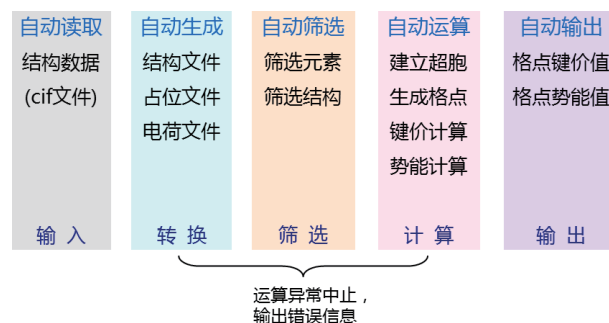 自动读取
结构数据
(cif文件)
输 入
自动生成
结构文件
占位文件
电荷文件
转 换
自动筛选
筛选元素
筛选结构
筛 选
自动运算
建立超胞
生成格点
键价计算
势能计算
计 算
自动输出
格点键价值
格点势能值
输 出
运算异常中止，
输出错误信息